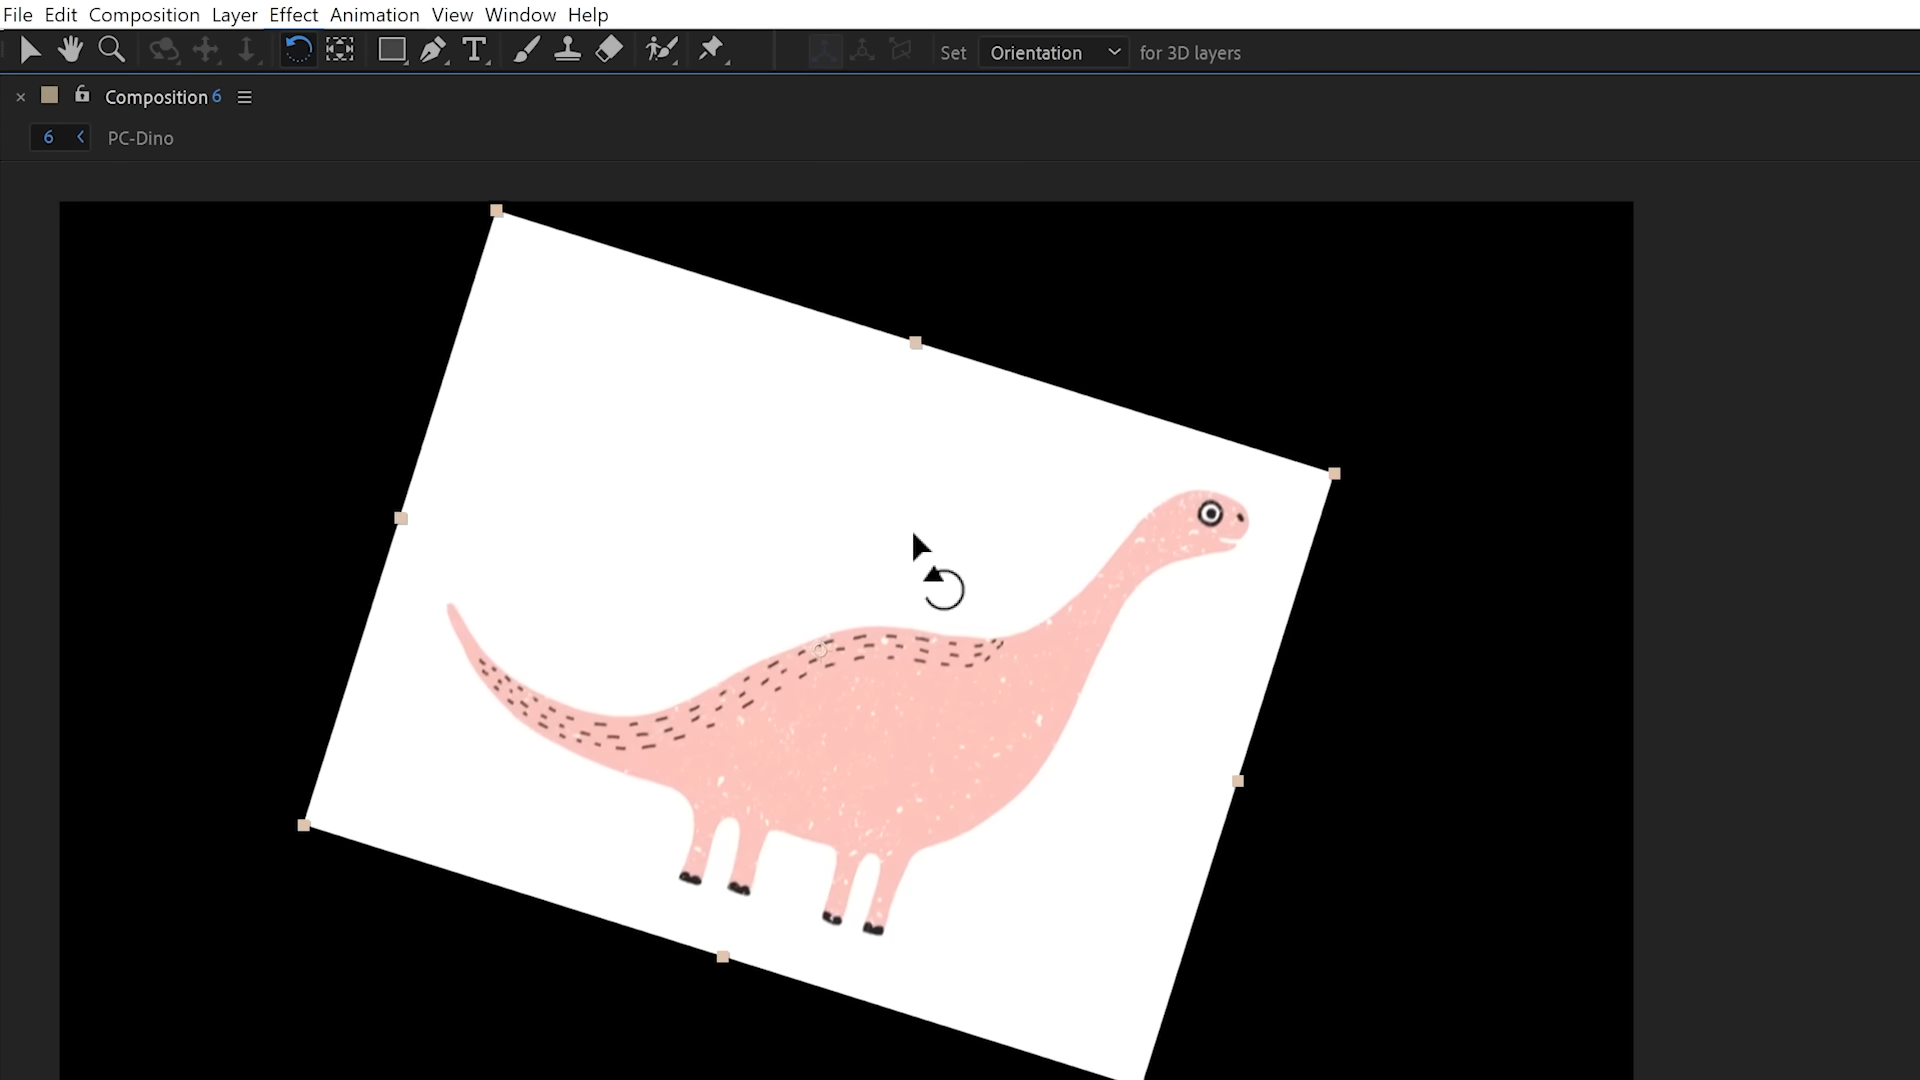 File Edit Composition Layer Effect Animation View Window Help
Set Orientation for 3D layers
Composition 6
6 PC-Dino